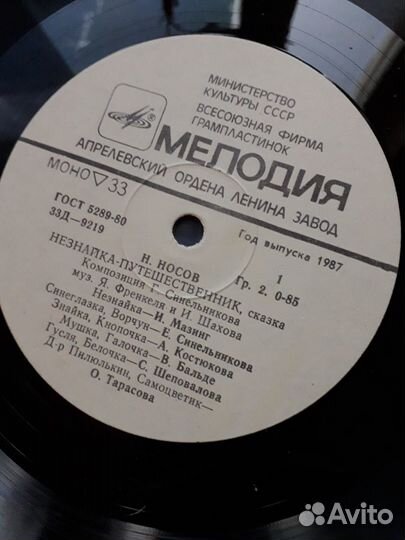 МИНИСТЕРСТВО
КУЛЬТУРЫ СССР
ВСЕСОЮЗНАЯ ФИРМА
ГРАМПЛАСТИНОК
МЕЛОДИЯ
АПРЕЛЕВСКИЙ ОРДЕНА ЛЕНИНА ЗАВОД
МОНО ▽ 33
Год выпуска 1987
ГОСТ 5289-80
33Д—9219
1
Гр. 2. 0-85
Н. НОСОВ
НЕЗНАЙКА-ПУТЕШЕСТВЕННИК, сказка
Композиция Г. Синельникова
муз. Я. Френкеля и И. Шахова
Незнайка—И. Мазинг
Синеглазка, Ворчун—Е. Синельникова
Знайка, Кнопочка—А. Костюкова
Мушка, Галочка—В. Бальде
Гусля, Белочка—С. Шеповалова
Д-р Пилюлькин, Самоцветик—
О. Тарасова
Avito